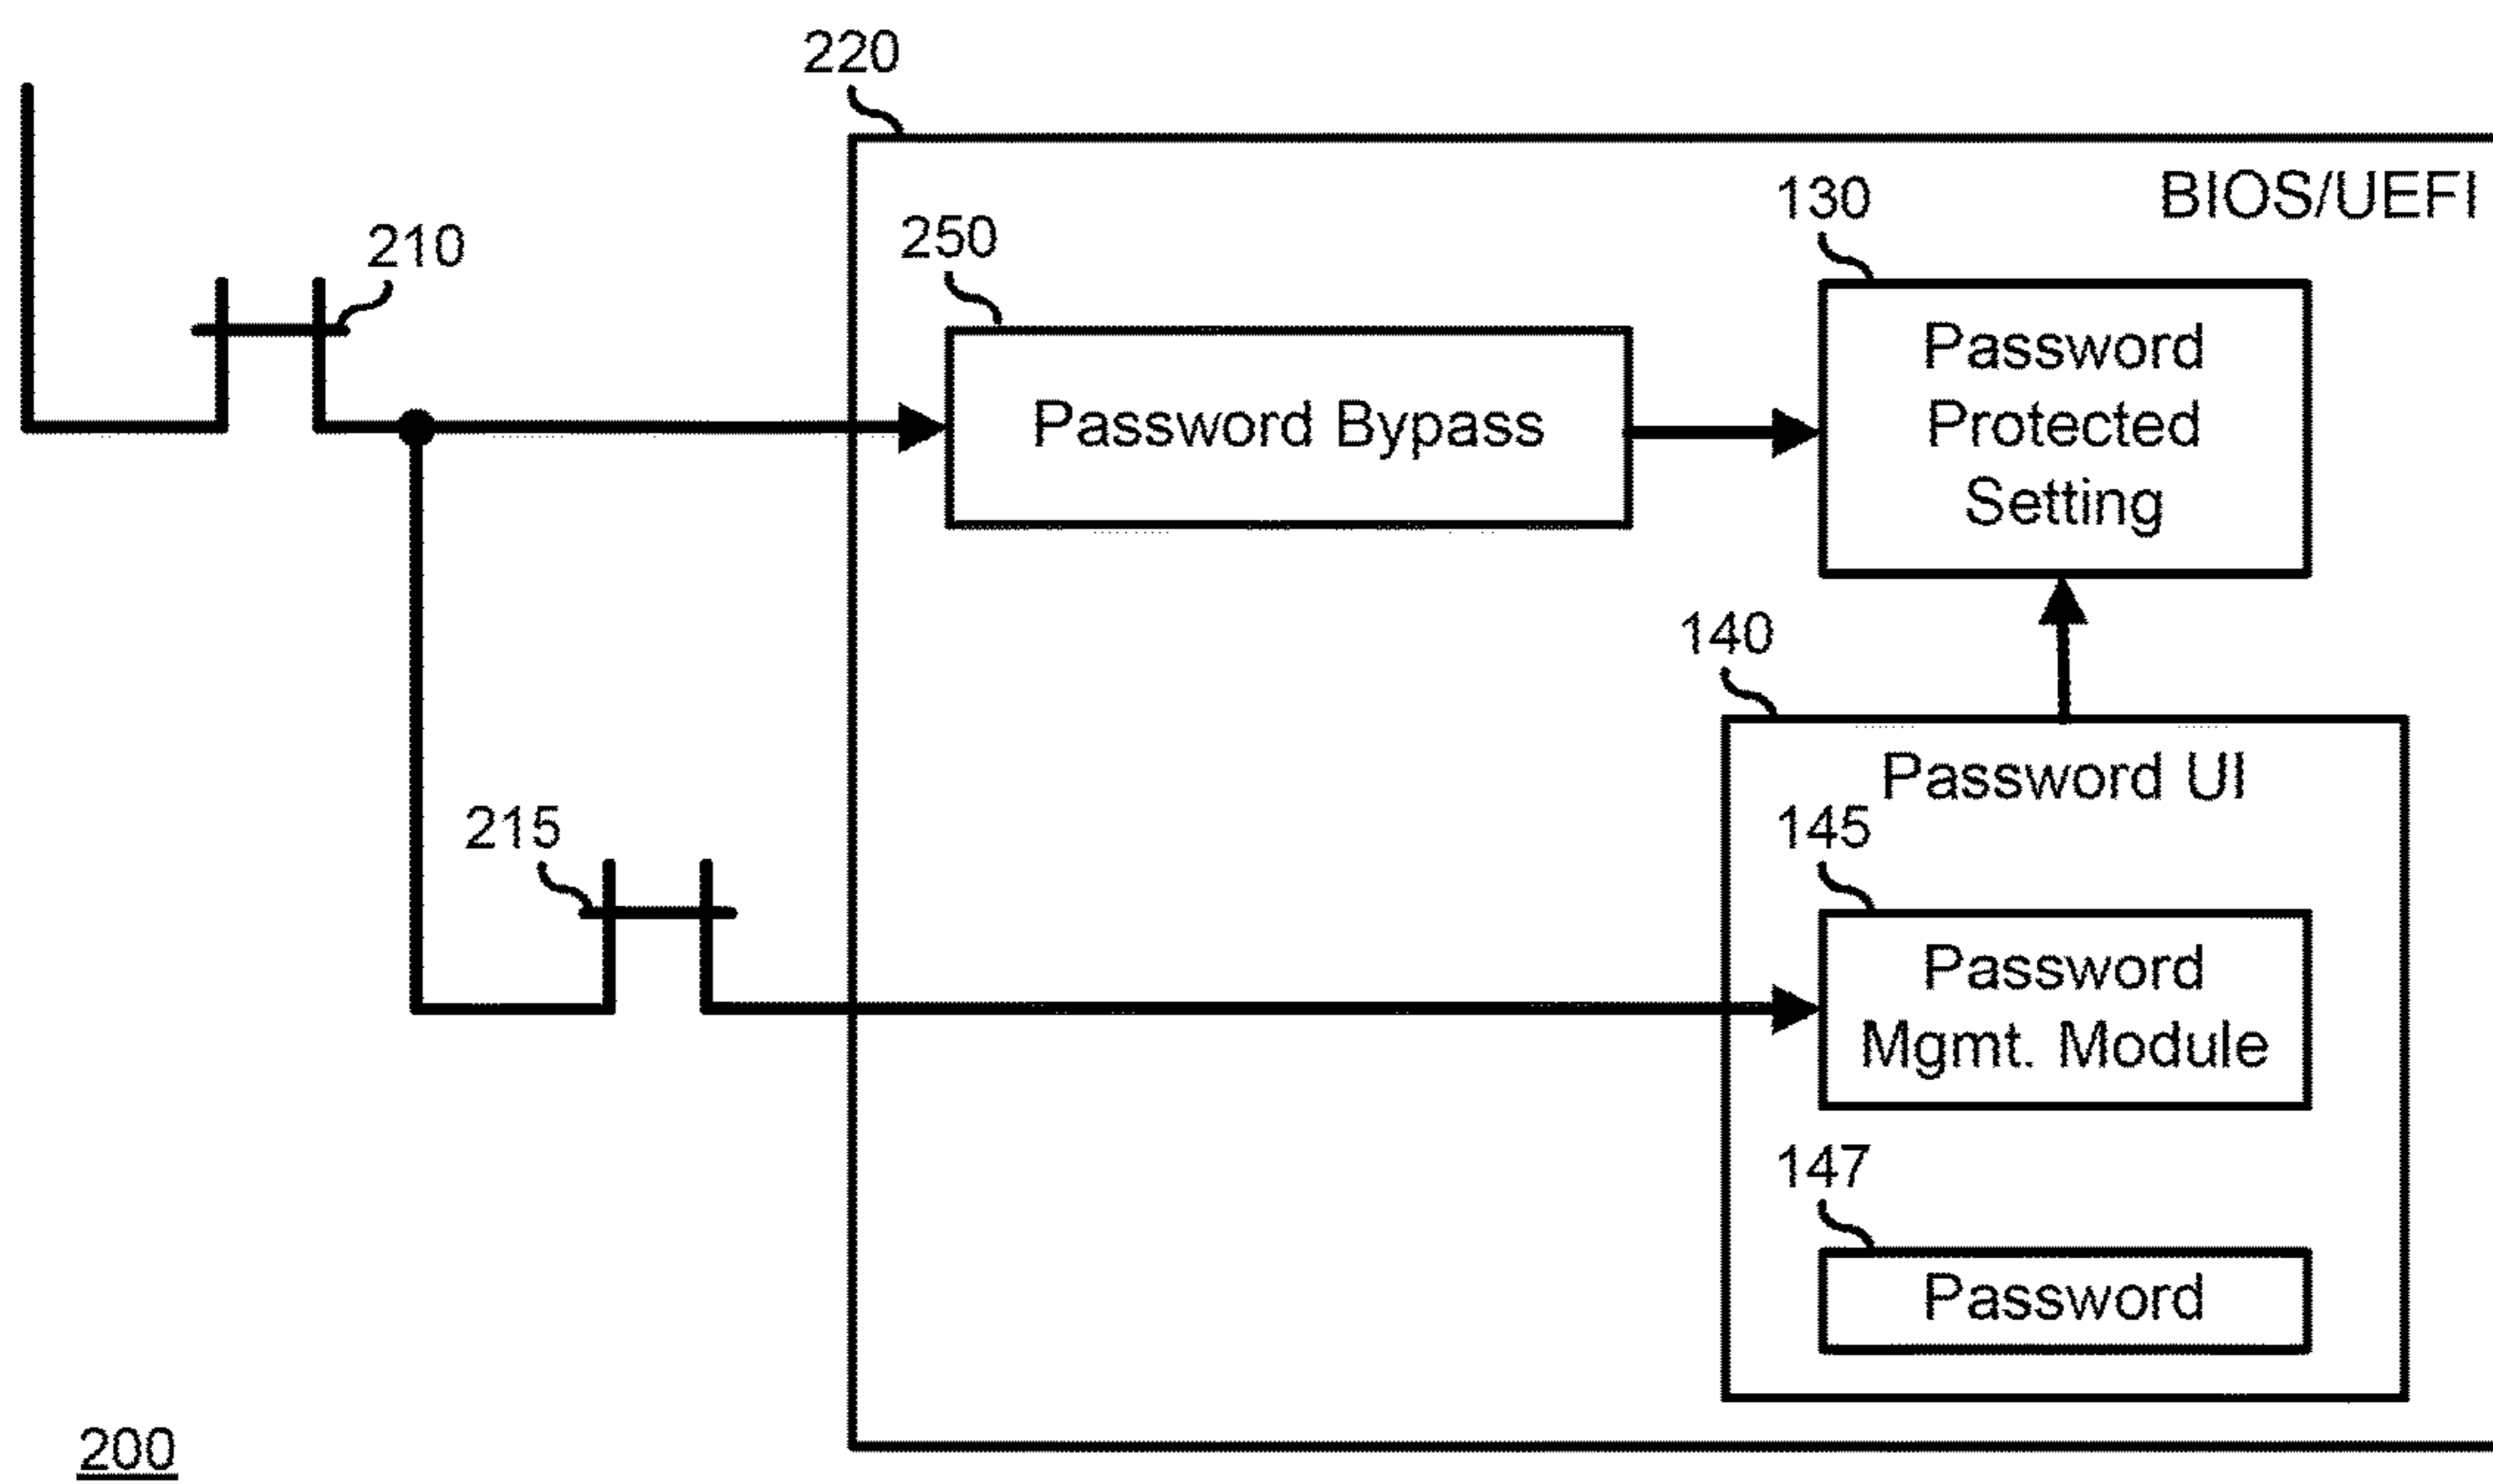 220
BIOS/UEFI
130
210
250
Password
Protected
Setting
Password Bypass
140
Password UI
215
145
Password
Mgmt. Module
147
Password
200